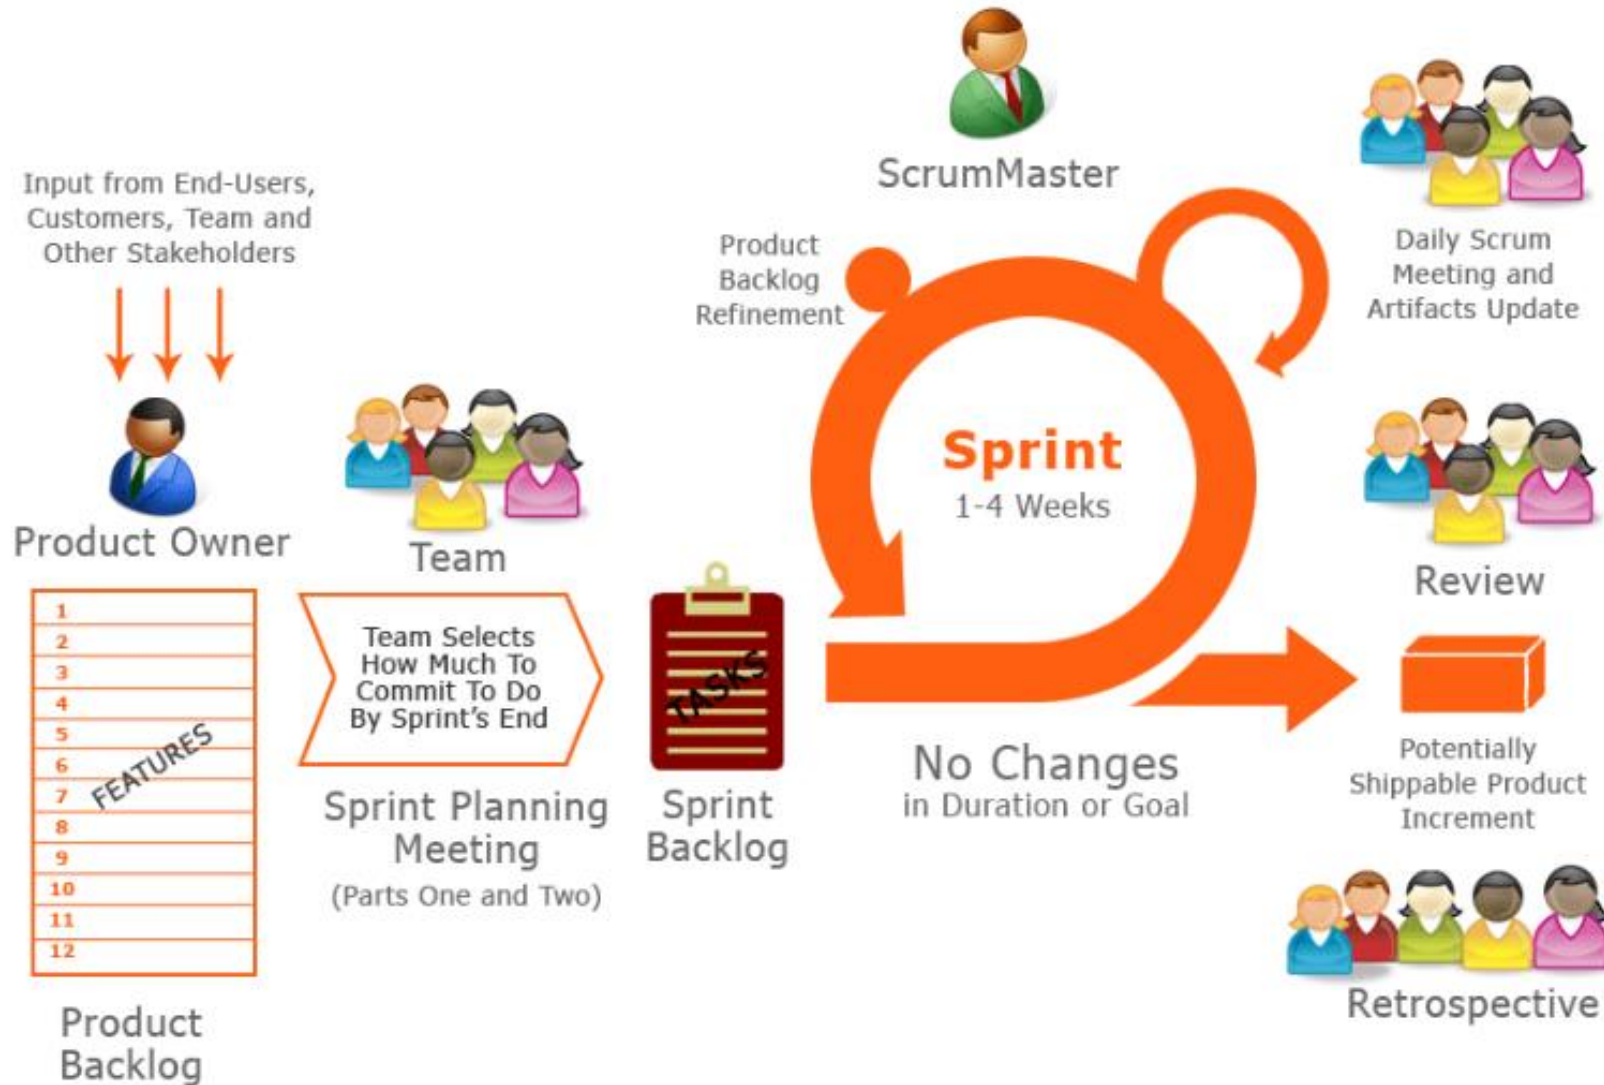 Input from End-Users,
Customers, Team and
Other Stakeholders
Product Owner
1
2
3
4
5
6
7
8
9
10
11
12
FEATURES
Product
Backlog
Team
Team Selects
How Much To
Commit To Do
By Sprint's End
Sprint Planning
Meeting
(Parts One and Two)
TASKS
Sprint
Backlog
ScrumMaster
Product
Backlog
Refinement
Sprint
1-4 Weeks
No Changes
in Duration or Goal
Daily Scrum
Meeting and
Artifacts Update
Review
Potentially
Shippable Product
Increment
Retrospective